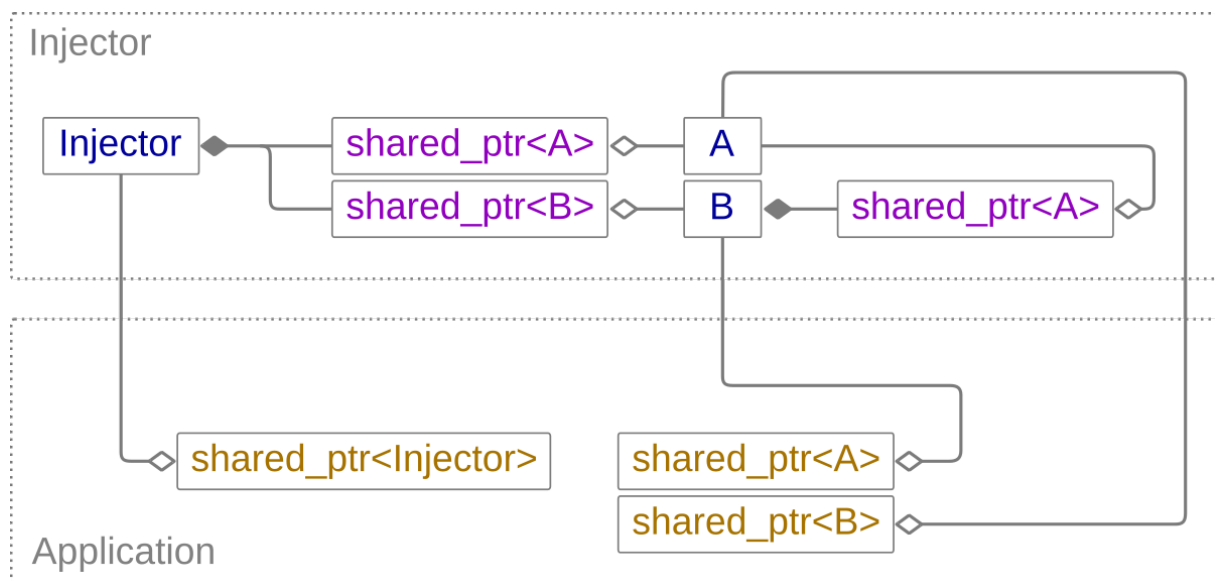 Injector
Injector
shared_ptr<A>
A
shared_ptr<B>
B
shared_ptr<A>
shared_ptr<Injector>
shared_ptr<A>
shared_ptr<B>
Application